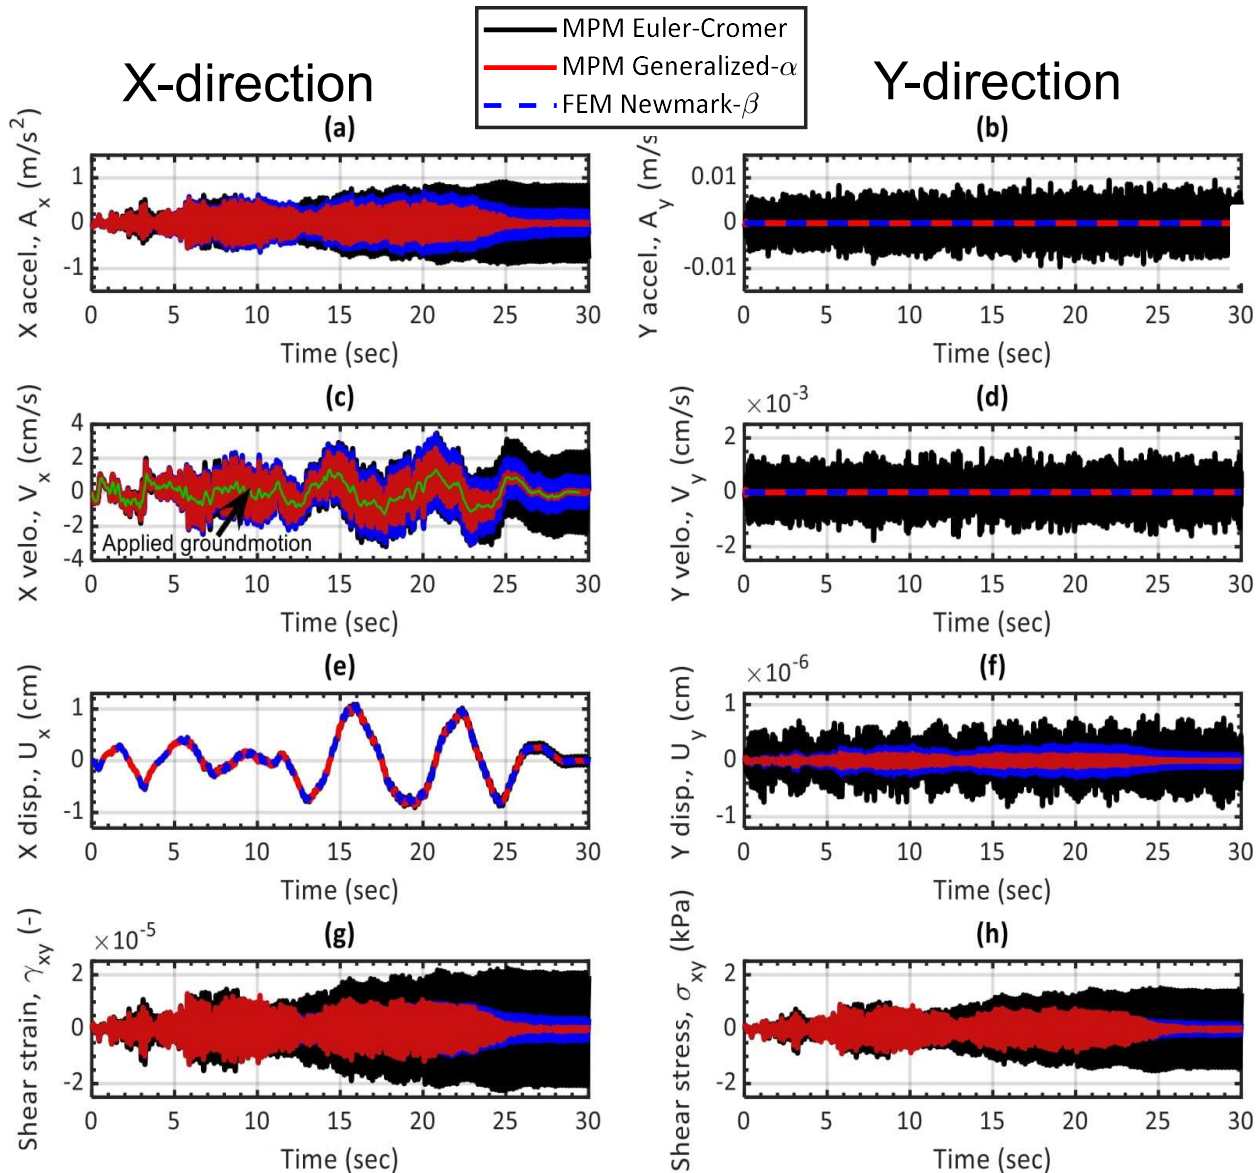 MPM Euler-Cromer
MPM Generalized-α
FEM Newmark-β
X-direction
Y-direction
(a)
X accel., Aₓ (m/s²)
1
0
-1
0 5 10 15 20 25 30
Time (sec)
(b)
Y accel., A_y (m/s
0.01
0
-0.01
0 5 10 15 20 25 30
Time (sec)
(c)
X velo., Vₓ (cm/s)
4
2
0
-2
-4
Applied groundmotion
0 5 10 15 20 25 30
Time (sec)
(d)
×10⁻³
Y velo., V_y (cm/s)
2
0
-2
0 5 10 15 20 25 30
Time (sec)
(e)
X disp., Uₓ (cm)
1
0
-1
0 5 10 15 20 25 30
Time (sec)
(f)
×10⁻⁶
Y disp., U_y (cm)
1
0
-1
0 5 10 15 20 25 30
Time (sec)
(g)
×10⁻⁵
Shear strain, γ_xy (-)
2
0
-2
0 5 10 15 20 25 30
Time (sec)
(h)
Shear stress, σ_xy (kPa)
2
0
-2
0 5 10 15 20 25 30
Time (sec)